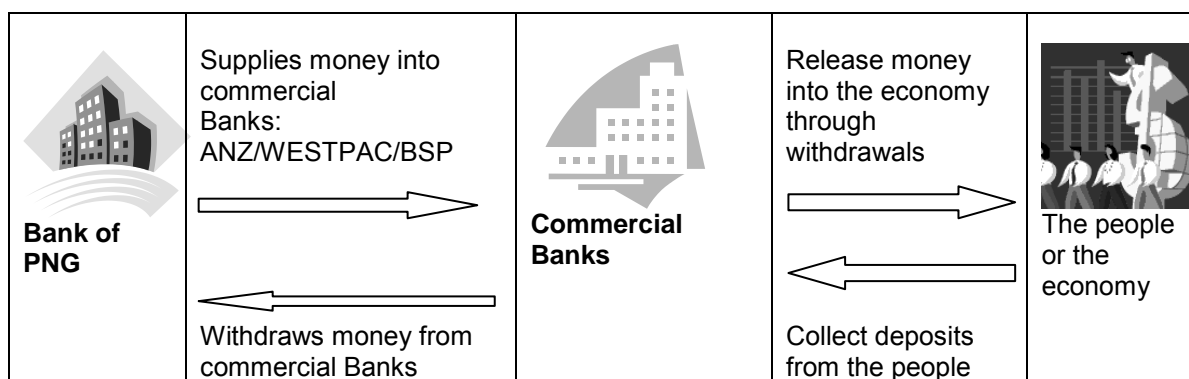 Bank of
PNG
Supplies money into
commercial
Banks:
ANZ/WESTPAC/BSP
Withdraws money from
commercial Banks
Commercial
Banks
Release money
into the economy
through
withdrawals
Collect deposits
from the people
The people
or the
economy